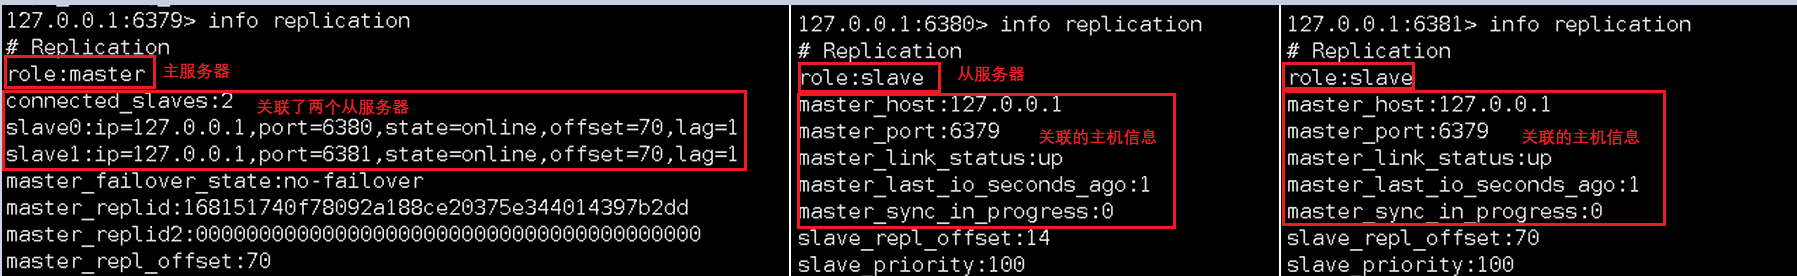 127.0.0.1:6379> info replication
# Replication
role:master
主服务器
connected_slaves:2
关联了两个从服务器
slave0:ip=127.0.0.1,port=6380,state=online,offset=70,lag=1
slave1:ip=127.0.0.1,port=6381,state=online,offset=70,lag=1
master_failover_state:no-failover
master_replid:168151740f78092a188ce20375e344014397b2dd
master_replid2:0000000000000000000000000000000000000000
master_repl_offset:70
127.0.0.1:6380> info replication
# Replication
role:slave
从服务器
master_host:127.0.0.1
master_port:6379
关联的主机信息
master_link_status:up
master_last_io_seconds_ago:1
master_sync_in_progress:0
slave_repl_offset:14
slave_priority:100
127.0.0.1:6381> info replication
# Replication
role:slave
master_host:127.0.0.1
master_port:6379
关联的主机信息
master_link_status:up
master_last_io_seconds_ago:1
master_sync_in_progress:0
slave_repl_offset:70
slave_priority:100